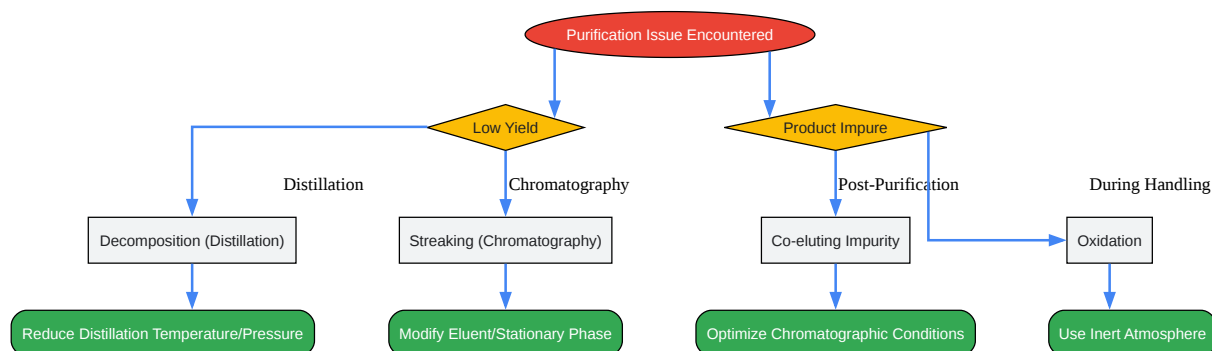 Purification Issue Encountered
Low Yield
Product Impure
Distillation
Chromatography
Post-Purification
During Handling
Decomposition (Distillation)
Streaking (Chromatography)
Co-eluting Impurity
Oxidation
Reduce Distillation Temperature/Pressure
Modify Eluent/Stationary Phase
Optimize Chromatographic Conditions
Use Inert Atmosphere